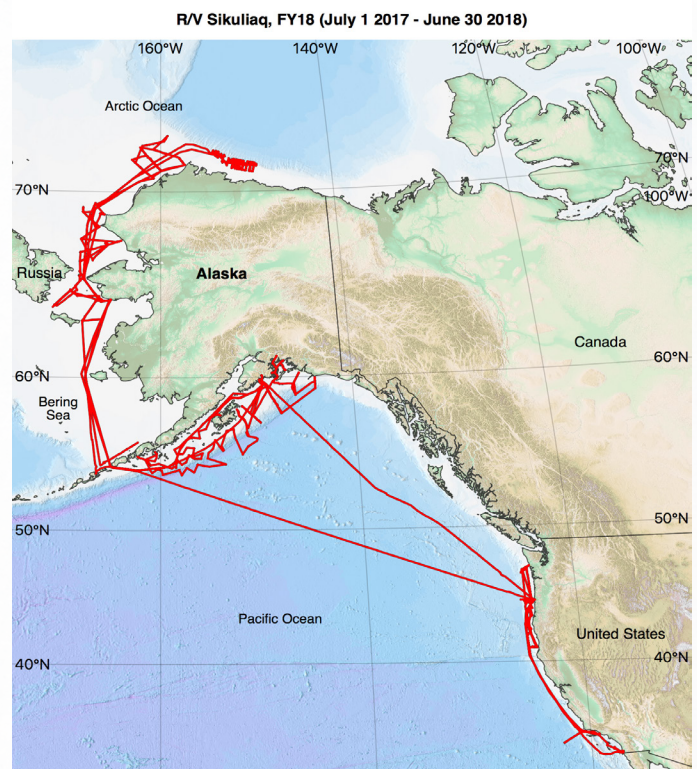 R/V Sikuliaq, FY18 (July 1 2017 - June 30 2018)
160°W
140°W
120°W
100°W
Arctic Ocean
70°N
70°N
100°W
Russia
Alaska
Canada
60°N
60°N
Bering
Sea
50°N
50°N
Pacific Ocean
United States
40°N
40°N